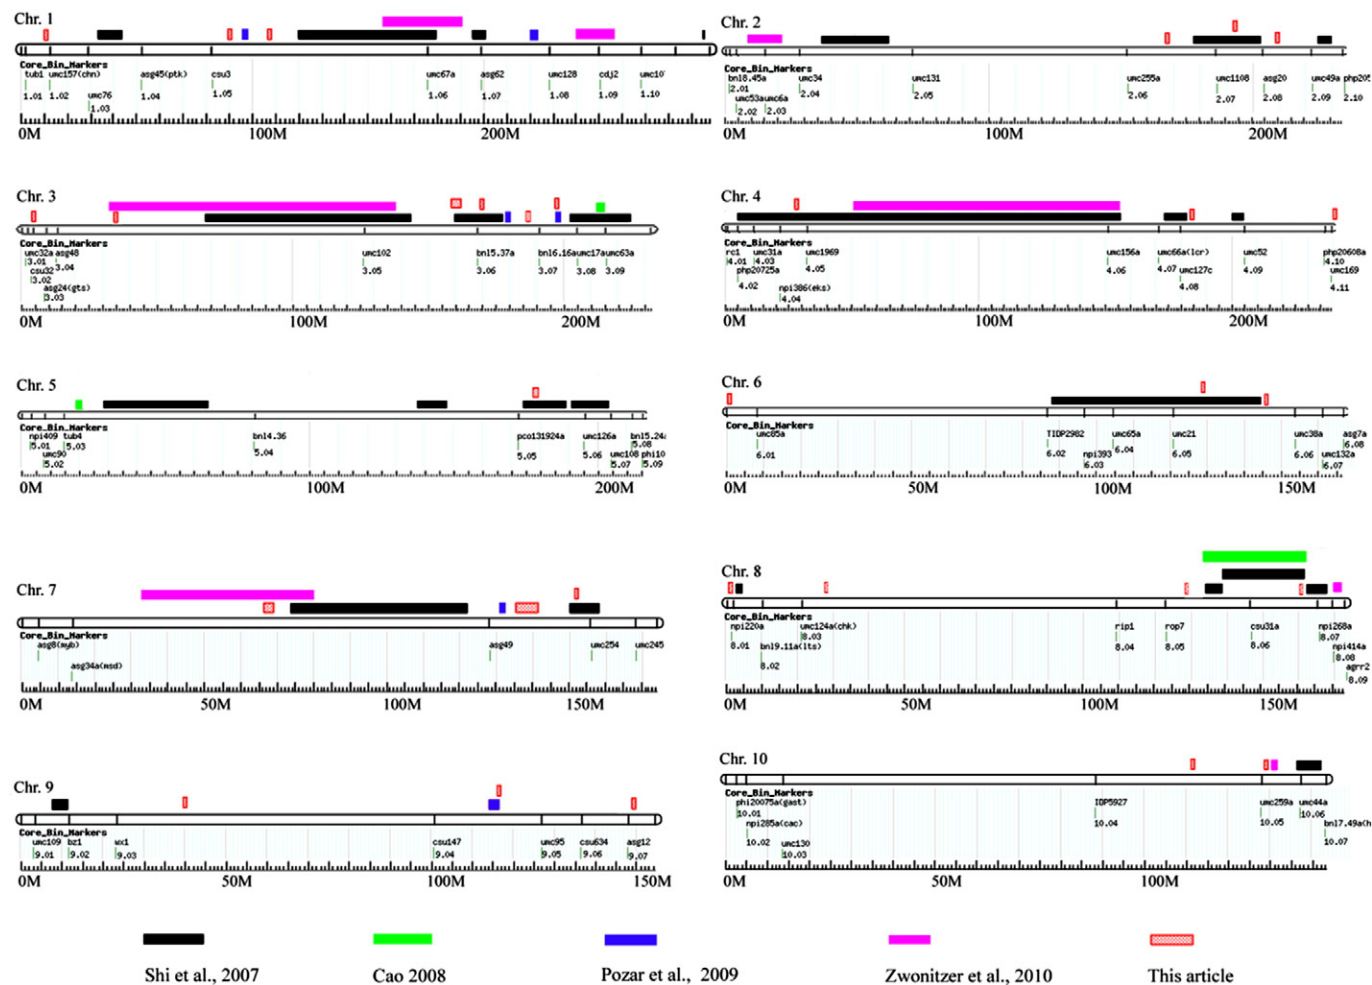 Chr. 1
Core_Bin_Markers
tub1 umc157(chn) asg45(ptk) csu3 umc67a asg62 umc128 cdj2 umc10
1.01 1.02 1.04 1.05 1.06 1.07 1.08 1.09 1.10
umc76
1.03
0M 100M 200M
Chr. 2
Core_Bin_Markers
bnl8.45a umc34 umc131 umc255a umc1108 asg20 umc49a php205
2.01 2.04 2.05 2.06 2.07 2.08 2.09 2.10
umc53a umc6a
2.02 2.03
0M 100M 200M
Chr. 3
Core_Bin_Markers
umc32a asg48 umc102 bnl5.37a bnl6.16a umc17a umc63a
3.01 3.04 3.05 3.06 3.07 3.08 3.09
csu32
3.02
asg24(gts)
3.03
0M 100M 200M
Chr. 4
Core_Bin_Markers
rc1 umc31a umc1969 umc156a umc66a(lcr) umc52 php20608a
4.01 4.03 4.05 4.06 4.07 4.09 4.10
php20725a umc127c umc169
4.02 4.08 4.11
npi386(eks)
4.04
0M 100M 200M
Chr. 5
Core_Bin_Markers
npi409 tub4 bnl4.36 pco131924a umc126a bnl5.24a
5.01 5.03 5.04 5.05 5.06 5.08
umc90 umc108 phi10
5.02 5.07 5.09
0M 100M 200M
Chr. 6
Core_Bin_Markers
umc85a TIDP2982 umc65a umc21 umc38a asg7a
6.01 6.02 6.04 6.05 6.06 6.08
npi393 umc132a
6.03 6.07
0M 50M 100M 150M
Chr. 7
Core_Bin_Markers
asg8(myb) asg49 umc254 umc245
asg34a(msd)
0M 50M 100M 150M
Chr. 8
Core_Bin_Markers
npi220a umc124a(chk) rip1 rop7 csu31a npi268a
8.01 8.03 8.04 8.05 8.06 8.07
bnl9.11a(lts) npi414a
8.02 8.08
agrr2
8.09
0M 50M 100M 150M
Chr. 9
Core_Bin_Markers
umc109 bz1 wx1 csu147 umc95 csu634 asg12
9.01 9.02 9.03 9.04 9.05 9.06 9.07
0M 50M 100M 150M
Chr. 10
Core_Bin_Markers
phi20075a(gast) IDP5927 umc259a umc44a
10.01 10.04 10.05 10.06
npi285a(cac) bnl7.49a(h
10.02 10.07
umc130
10.03
0M 50M 100M
Shi et al., 2007 Cao 2008 Pozar et al., 2009 Zwonitzer et al., 2010 This article